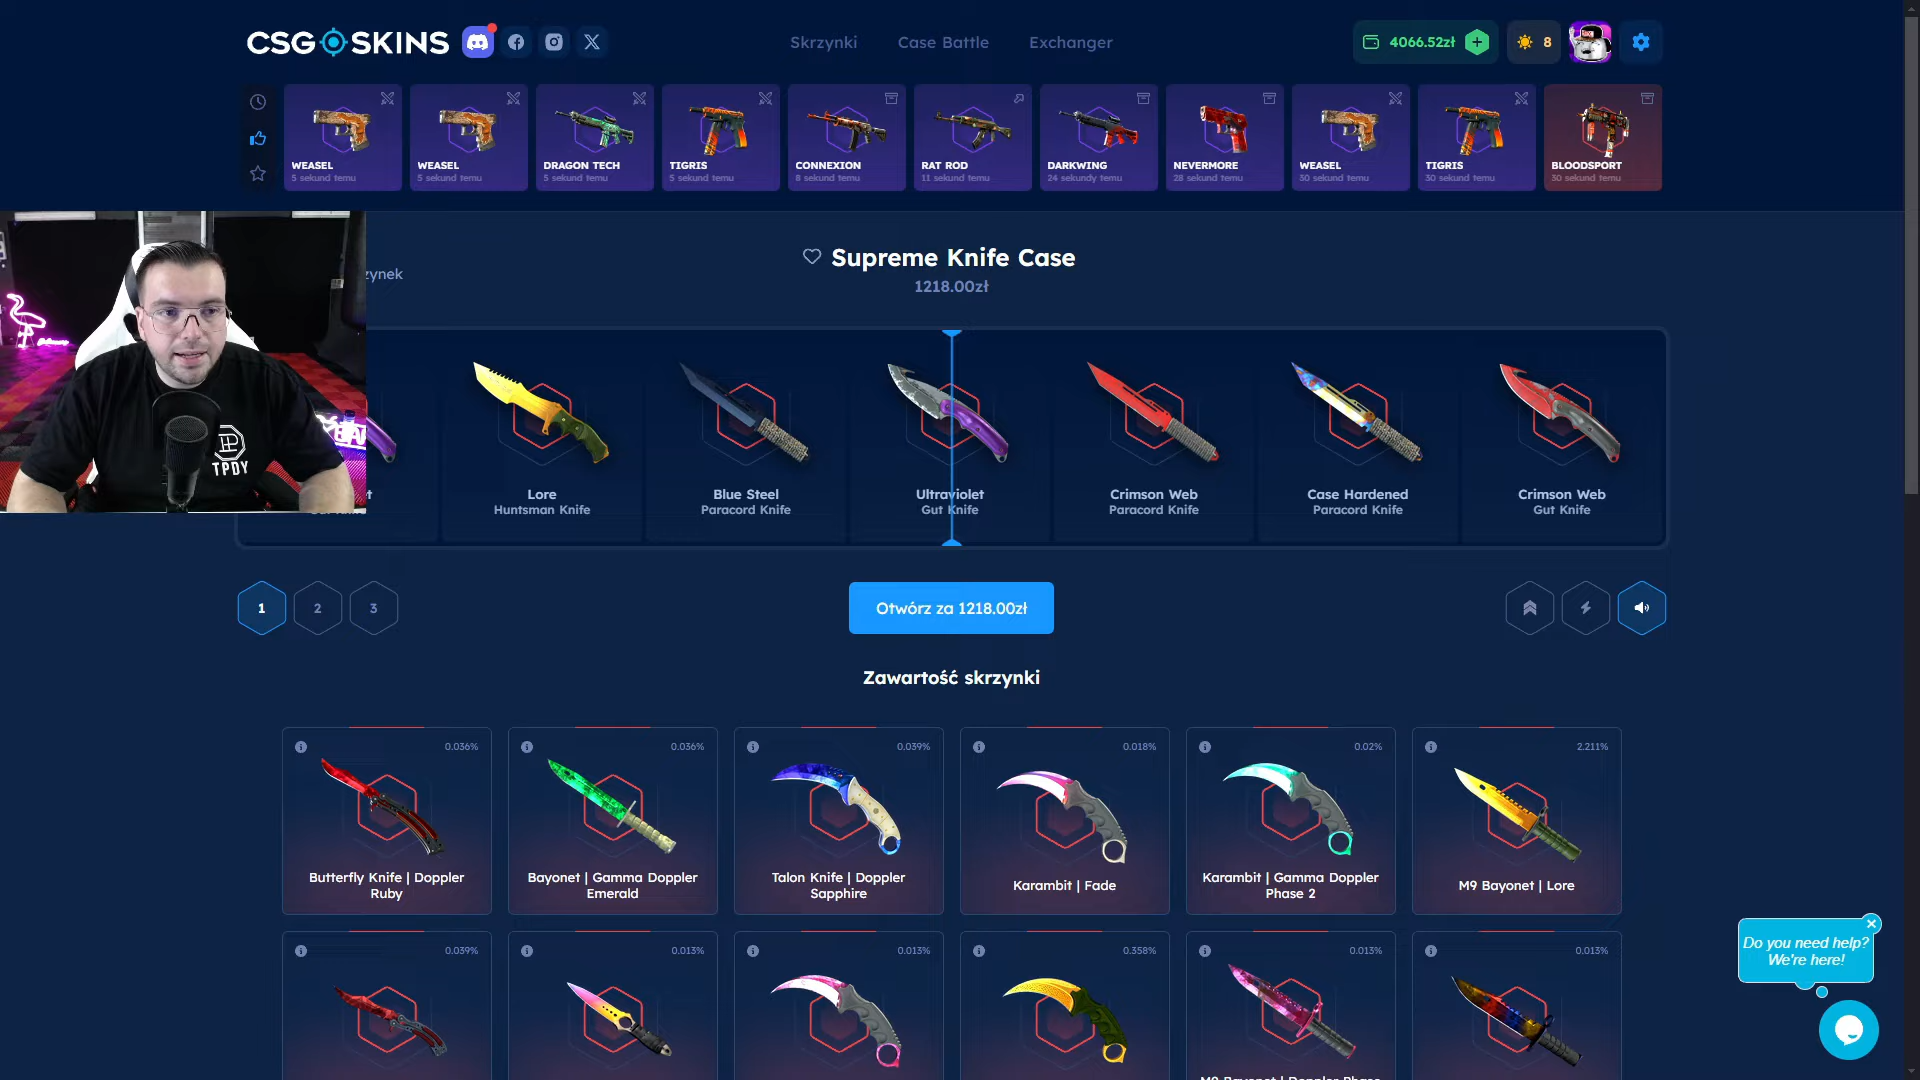 CSG SKINS
Skrzynki
Case Battle
Exchanger
4066.52zł
8
WEASEL
5 sekund temu
WEASEL
5 sekund temu
DRAGON TECH
5 sekund temu
TIGRIS
5 sekund temu
CONNEXION
8 sekund temu
RAT ROD
11 sekund temu
DARKWING
24 sekundy temu
NEVERMORE
28 sekund temu
WEASEL
30 sekund temu
TIGRIS
30 sekund temu
BLOODSPORT
30 sekund temu
zynek
Supreme Knife Case
1218.00zł
TPDY
Lore
Huntsman Knife
Blue Steel
Paracord Knife
Ultraviolet
Gut Knife
Crimson Web
Paracord Knife
Case Hardened
Paracord Knife
Crimson Web
Gut Knife
1
2
3
Otwórz za 1218.00zł
Zawartość skrzynki
0.036%
Butterfly Knife | Doppler
Ruby
0.036%
Bayonet | Gamma Doppler
Emerald
0.039%
Talon Knife | Doppler
Sapphire
0.018%
Karambit | Fade
0.02%
Karambit | Gamma Doppler
Phase 2
2.211%
M9 Bayonet | Lore
0.039%
0.013%
0.013%
0.358%
0.013%
M9 Bayonet | Doppler Phase
0.013%
Do you need help?
We're here!